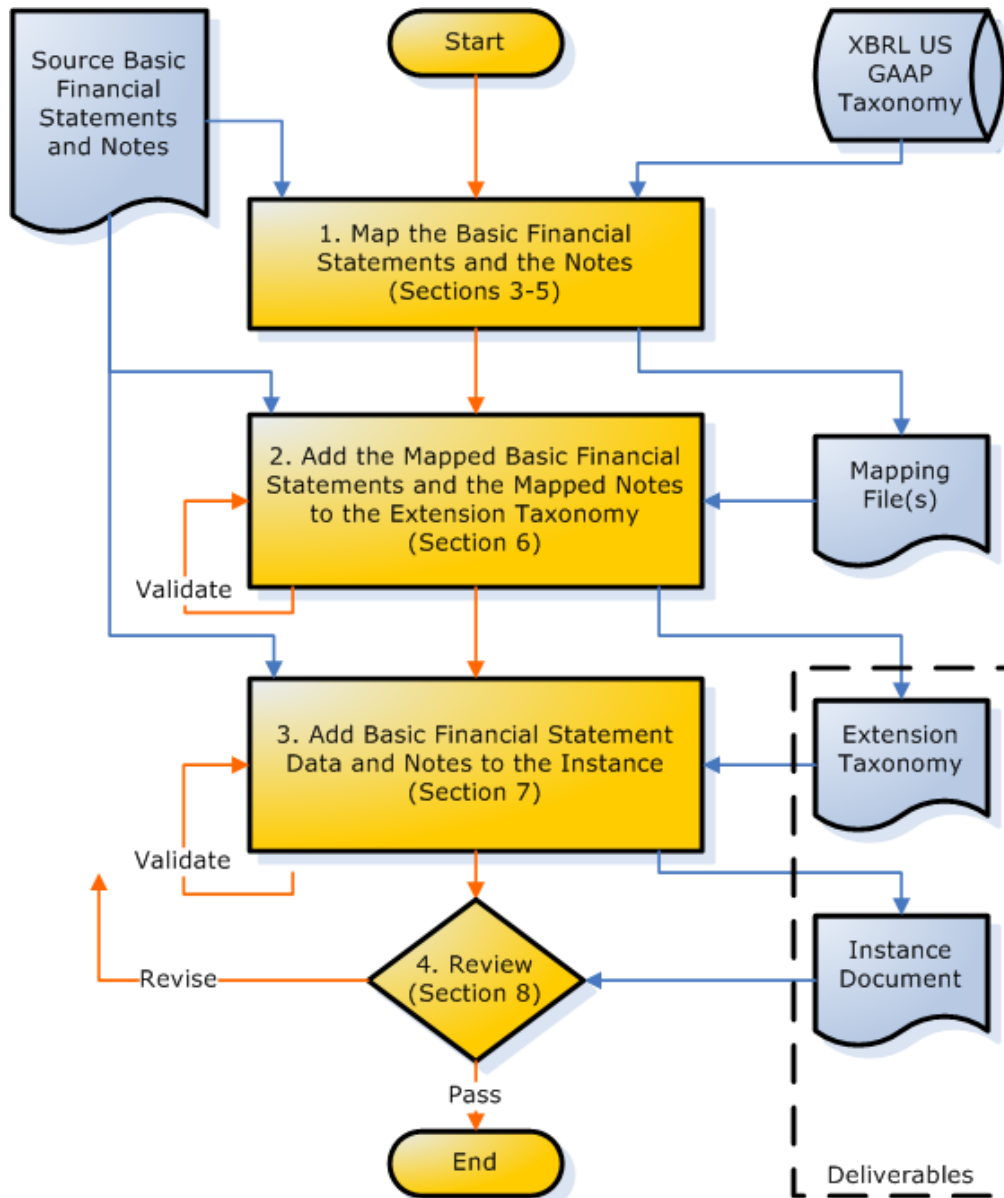 Start
Source Basic
Financial
Statements
and Notes
XBRL US
GAAP
Taxonomy
1. Map the Basic Financial
Statements and the Notes
(Sections 3-5)
2. Add the Mapped Basic Financial
Statements and the Mapped Notes
to the Extension Taxonomy
(Section 6)
Mapping
File(s)
Validate
3. Add Basic Financial Statement
Data and Notes to the Instance
(Section 7)
Extension
Taxonomy
Validate
4. Review
(Section 8)
Revise
Instance
Document
Pass
End
Deliverables